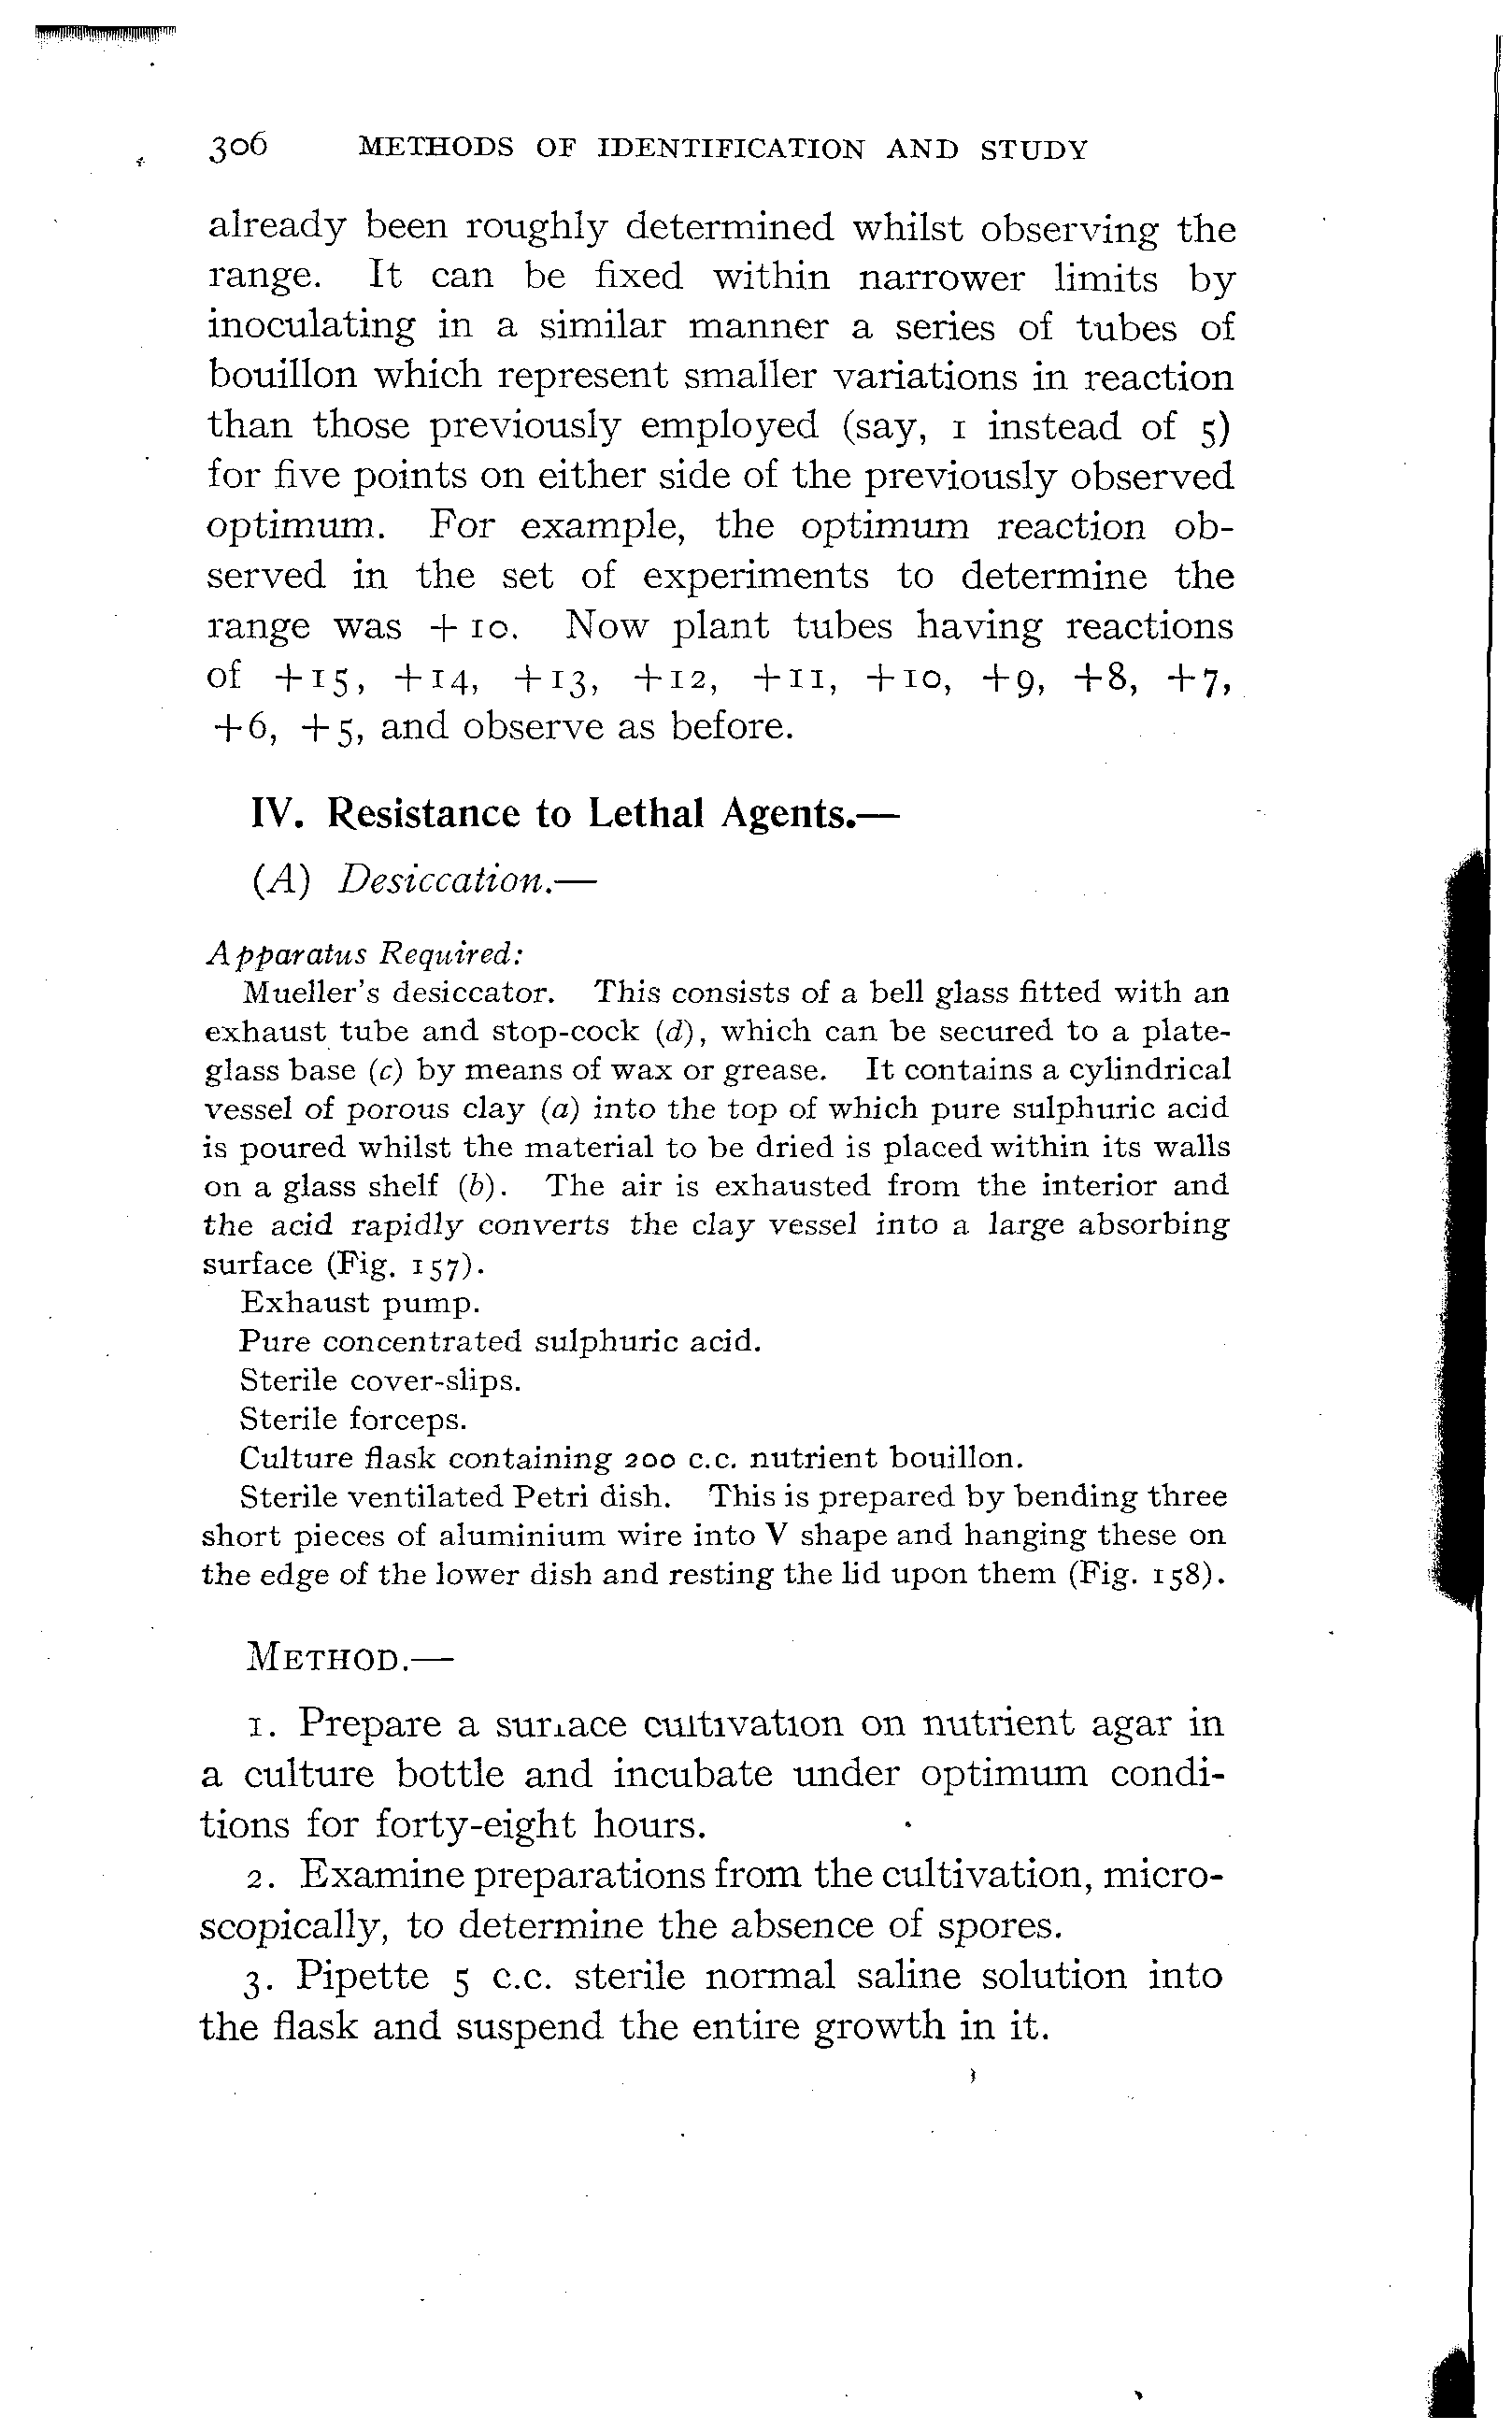 306 METHODS OF IDENTIFICATION AND STUDY
already been roughly determined whilst observing the
range. It can be fixed within narrower limits by
inoculating in a similar manner a series of tubes of
bouillon which represent smaller variations in reaction
than those previously employed (say, 1 instead of 5)
for five points on either side of the previously observed
optimum. For example, the optimum reaction ob-
served in the set of experiments to determine the
range was +10. Now plant tubes having reactions
of +15, +14, +13, +12, +11, +10, +9, +8, +7,
+6, +5, and observe as before.
IV. Resistance to Lethal Agents.—
(A) Desiccation.—
Apparatus Required:
Mueller's desiccator. This consists of a bell glass fitted with an
exhaust tube and stop-cock (d), which can be secured to a plate-
glass base (c) by means of wax or grease. It contains a cylindrical
vessel of porous clay (a) into the top of which pure sulphuric acid
is poured whilst the material to be dried is placed within its walls
on a glass shelf (b). The air is exhausted from the interior and
the acid rapidly converts the clay vessel into a large absorbing
surface (Fig. 157).
Exhaust pump.
Pure concentrated sulphuric acid.
Sterile cover-slips.
Sterile forceps.
Culture flask containing 200 c.c. nutrient bouillon.
Sterile ventilated Petri dish. This is prepared by bending three
short pieces of aluminium wire into V shape and hanging these on
the edge of the lower dish and resting the lid upon them (Fig. 158).
METHOD.—
1. Prepare a surface cultivation on nutrient agar in
a culture bottle and incubate under optimum condi-
tions for forty-eight hours.
2. Examine preparations from the cultivation, micro-
scopically, to determine the absence of spores.
3. Pipette 5 c.c. sterile normal saline solution into
the flask and suspend the entire growth in it.